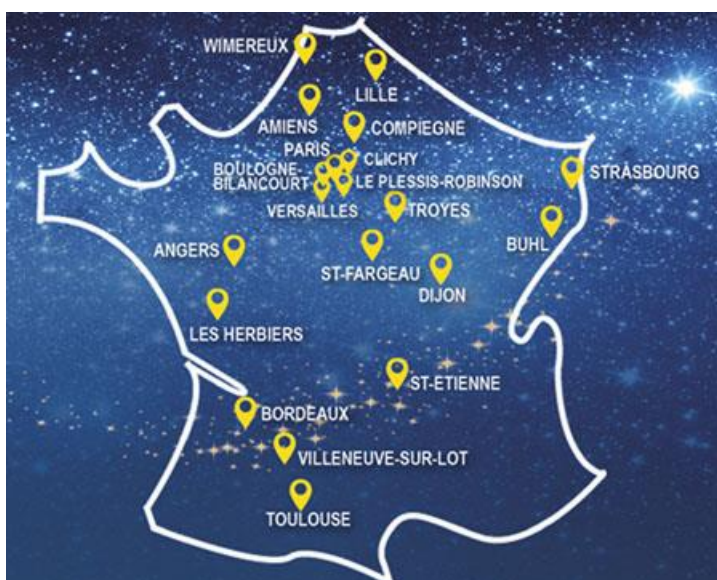 WIMEREUX
LILLE
AMIENS
COMPIEGNE
PARIS
CLICHY
BOULOGNE-
BILANCOURT
STRASBOURG
LE PLESSIS-ROBINSON
VERSAILLES
TROYES
BUHL
ANGERS
ST-FARGEAU
DIJON
LES HERBIERS
ST-ETIENNE
BORDEAUX
VILLENEUVE-SUR-LOT
TOULOUSE